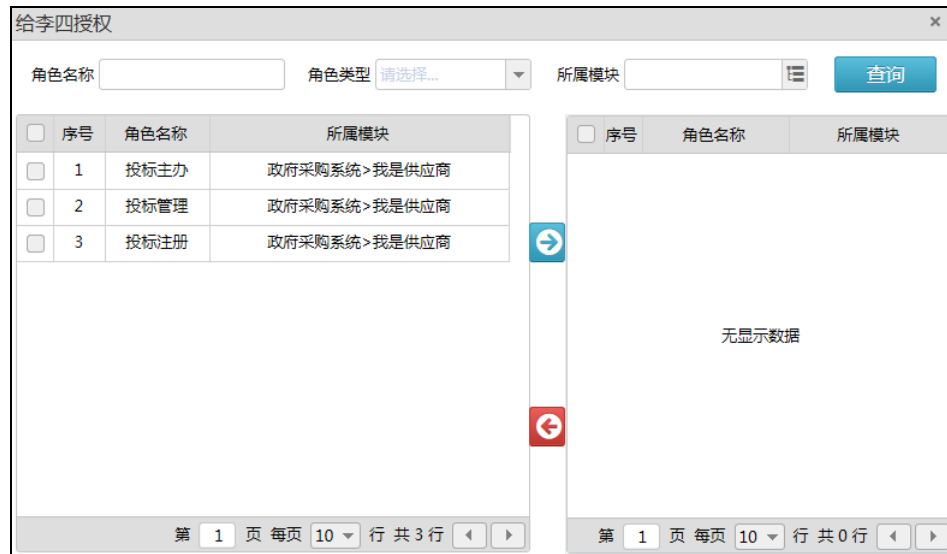 给李四授权 ×
角色名称 角色类型 请选择... 所属模块 查询
序号 角色名称 所属模块
1 投标主办 政府采购系统>我是供应商
2 投标管理 政府采购系统>我是供应商
3 投标注册 政府采购系统>我是供应商
第 1 页 每页 10 行 共 3 行
序号 角色名称 所属模块
无显示数据
第 1 页 每页 10 行 共 0 行